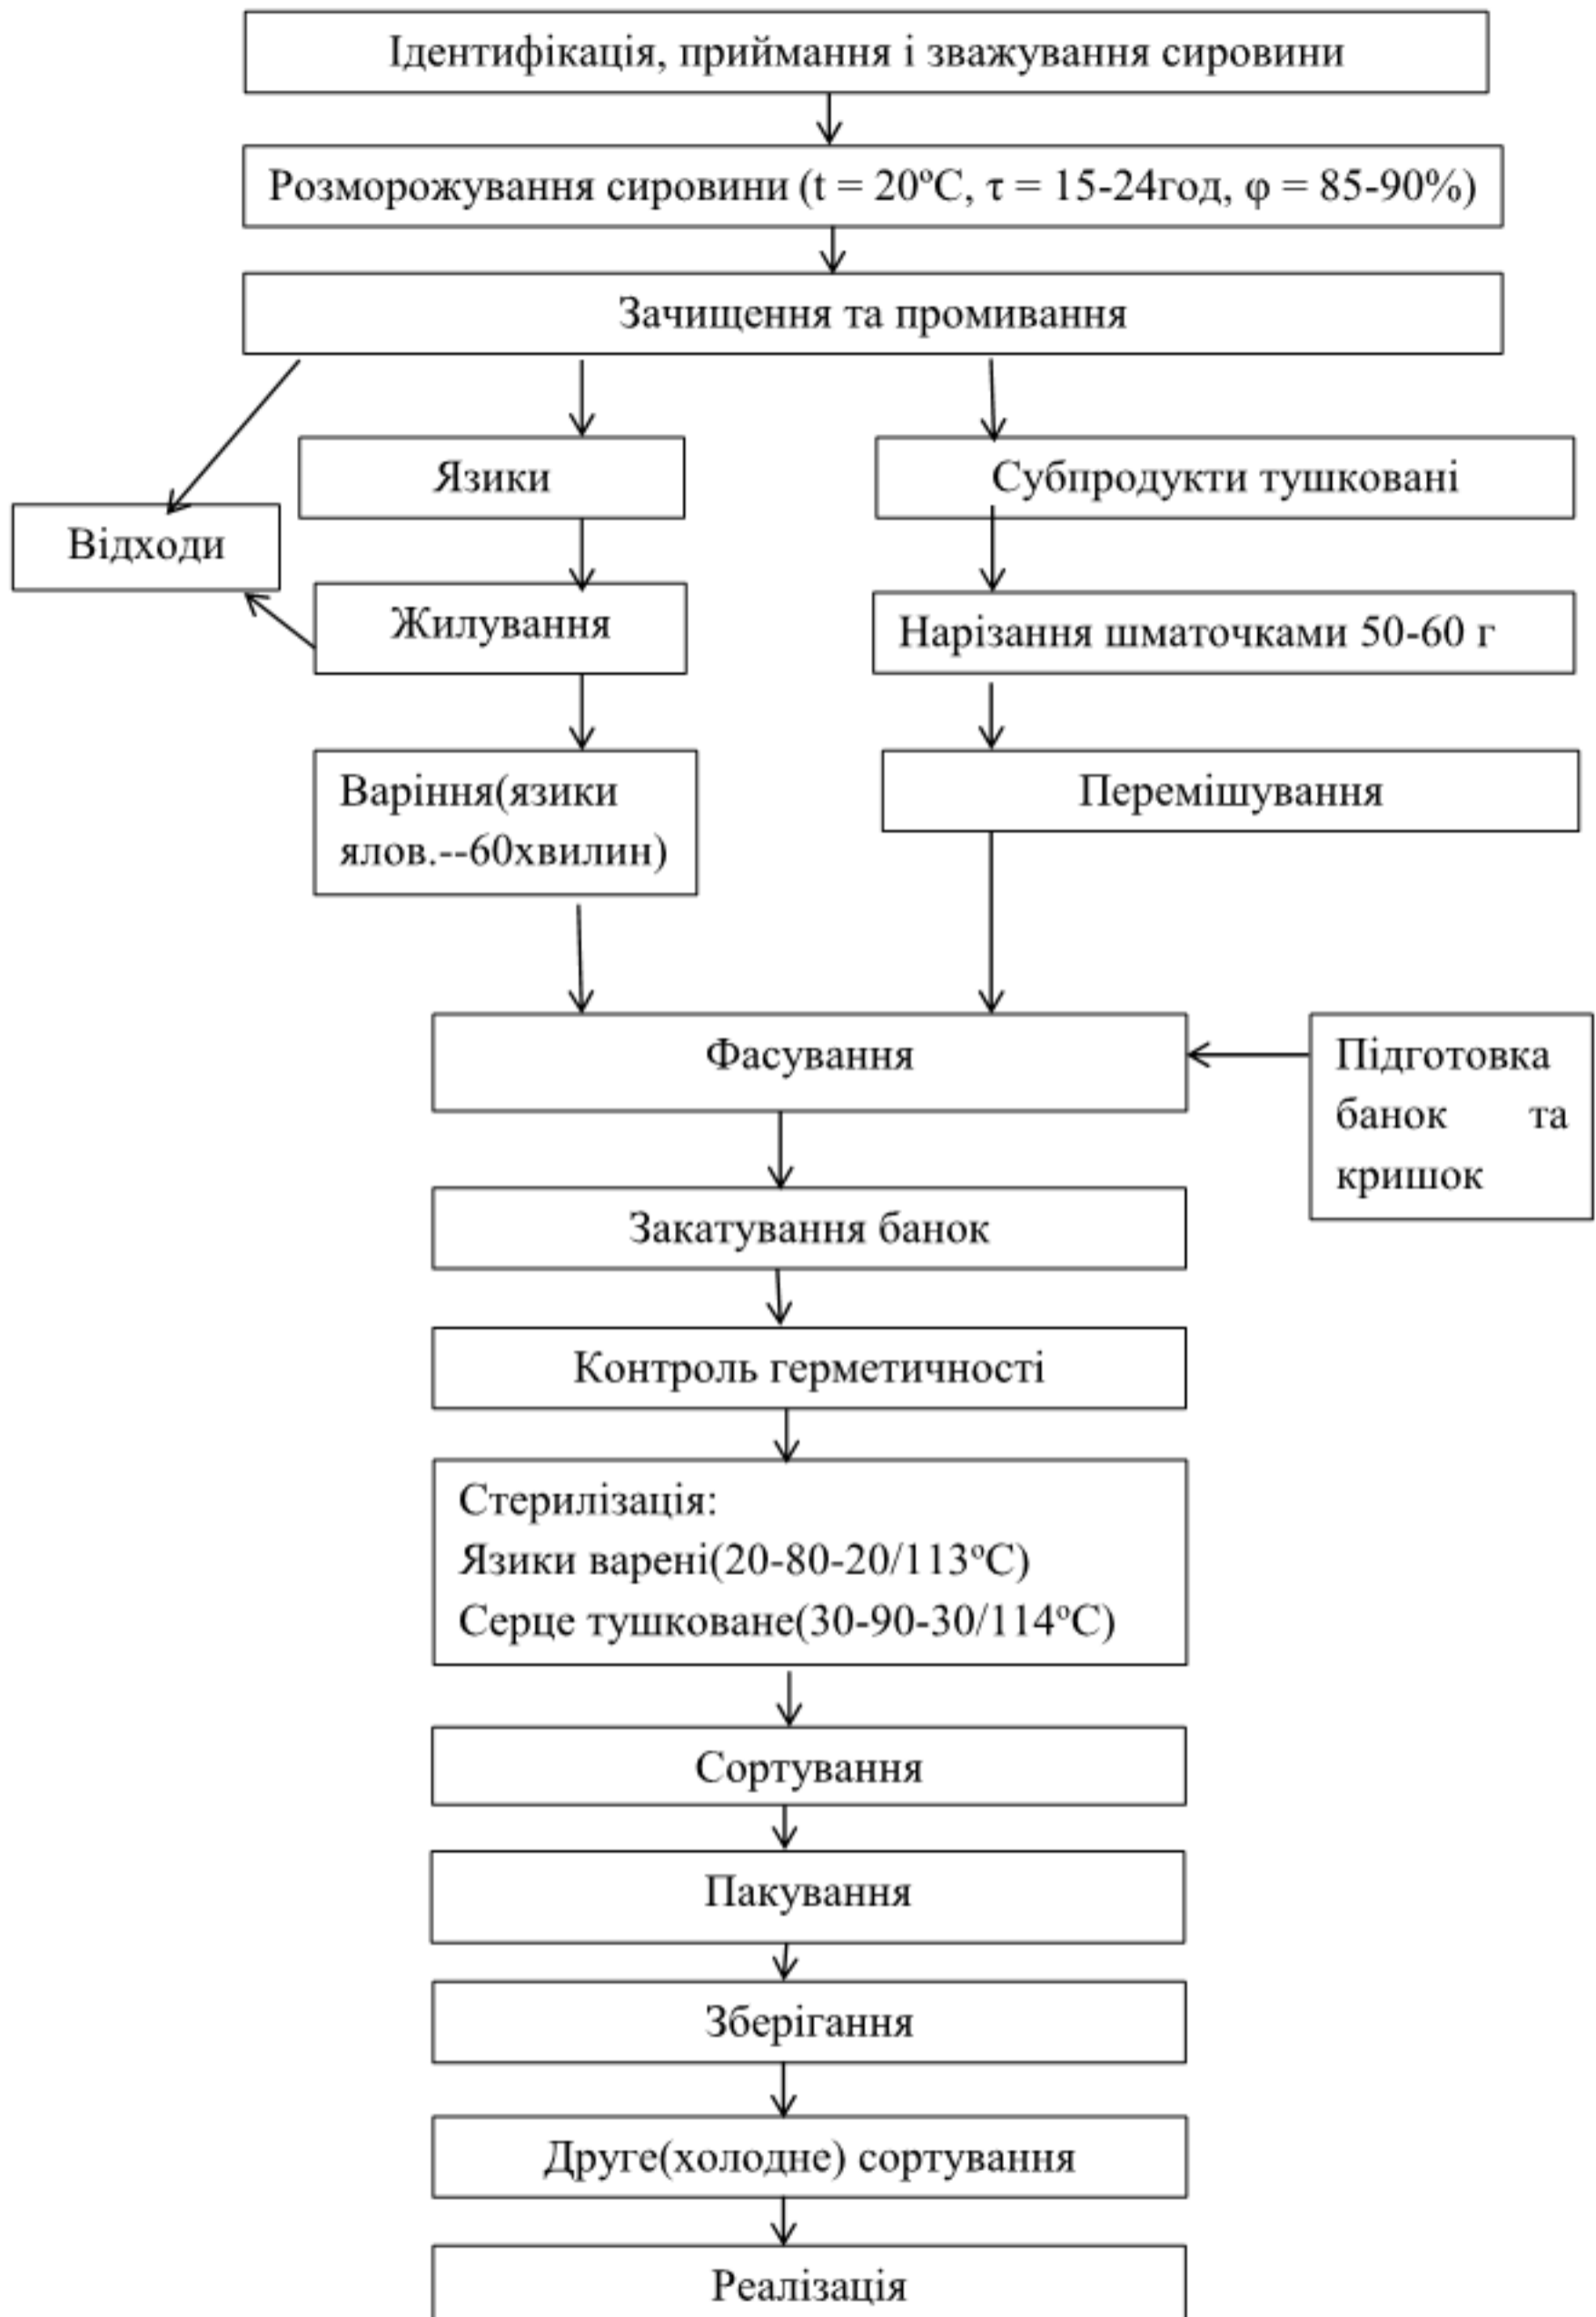 Ідентифікація, приймання і зважування сировини
Розморожування сировини (t = 20ºC, τ = 15-24год, φ = 85-90%)
Зачищення та промивання
Язики
Субпродукти тушковані
Відходи
Жилування
Нарізання шматочками 50-60 г
Варіння(язики
ялов.--60хвилин)
Перемішування
Фасування
Підготовка
банок та
кришок
Закатування банок
Контроль герметичності
Стерилізація:
Язики варені(20-80-20/113ºC)
Серце тушковане(30-90-30/114ºC)
Сортування
Пакування
Зберігання
Друге(холодне) сортування
Реалізація